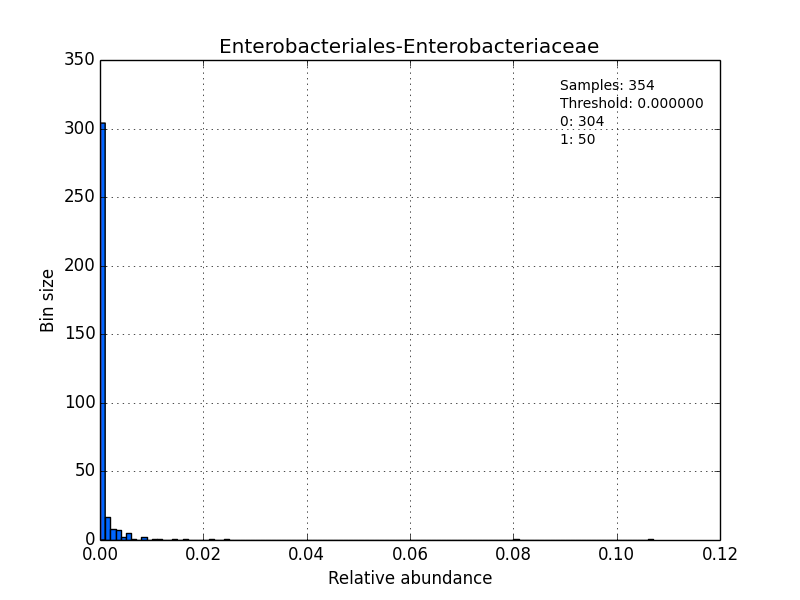 Enterobacteriales-Enterobacteriaceae
350
300
250
200
150
100
50
0
Bin size
Samples: 354
Threshold: 0.000000
0: 304
1: 50
0.00 0.02 0.04 0.06 0.08 0.10 0.12
Relative abundance